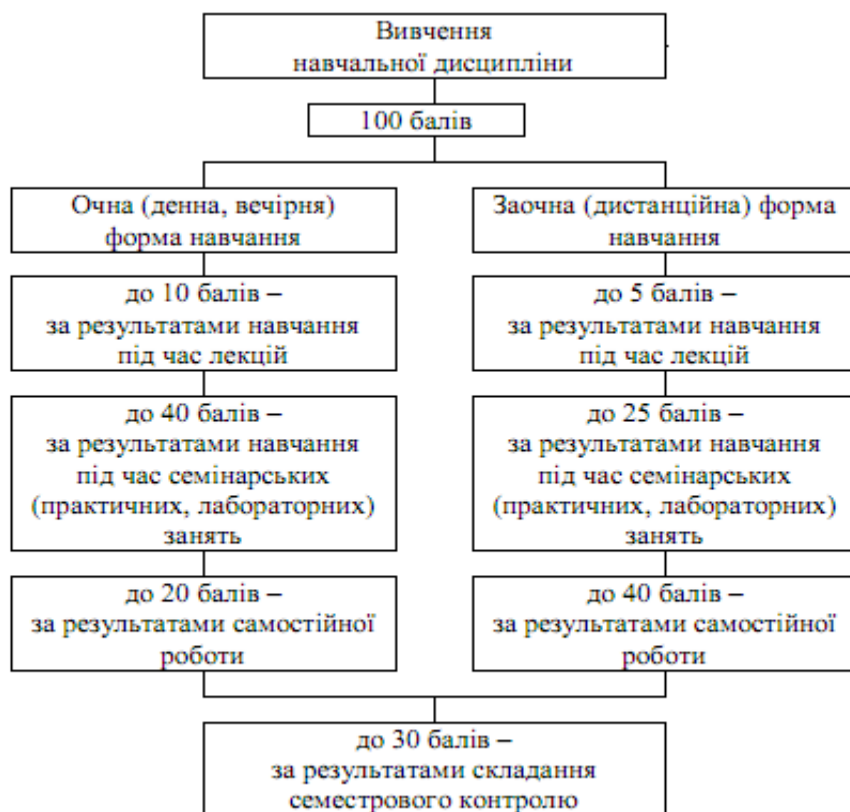 Вивчення
навчальної дисципліни
100 балів
Очна (денна, вечірня)
форма навчання
до 10 балів –
за результатами навчання
під час лекцій
до 40 балів –
за результатами навчання
під час семінарських
(практичних, лабораторних)
занять
до 20 балів –
за результатами самостійної
роботи
Заочна (дистанційна) форма
навчання
до 5 балів –
за результатами навчання
під час лекцій
до 25 балів –
за результатами навчання
під час семінарських
(практичних, лабораторних)
занять
до 40 балів –
за результатами самостійної
роботи
до 30 балів –
за результатами складання
семестрового контролю